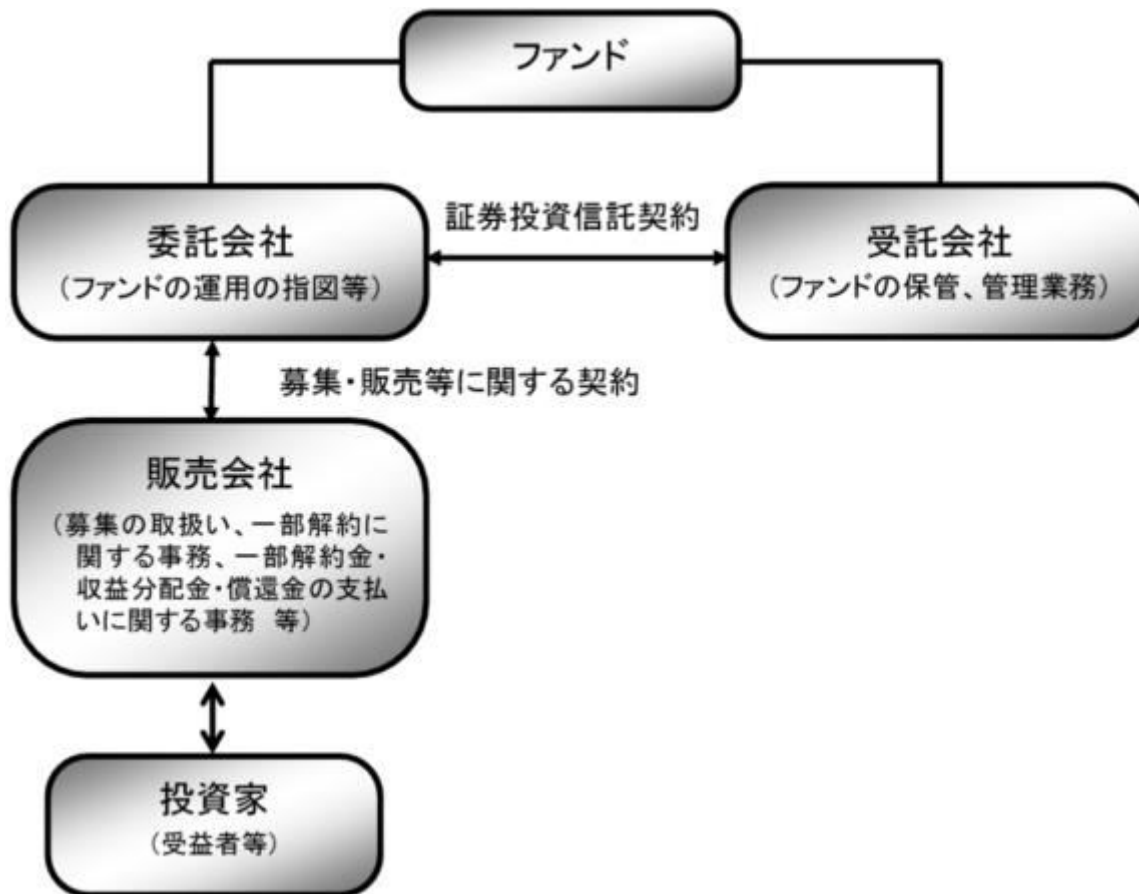 ファンド
委託会社
(ファンドの運用の指図等)
証券投資信託契約
受託会社
(ファンドの保管、管理業務)
募集・販売等に関する契約
販売会社
(募集の取扱い、一部解約に
関する事務、一部解約金・
収益分配金・償還金の支払
いに関する事務 等)
投資家
(受益者等)